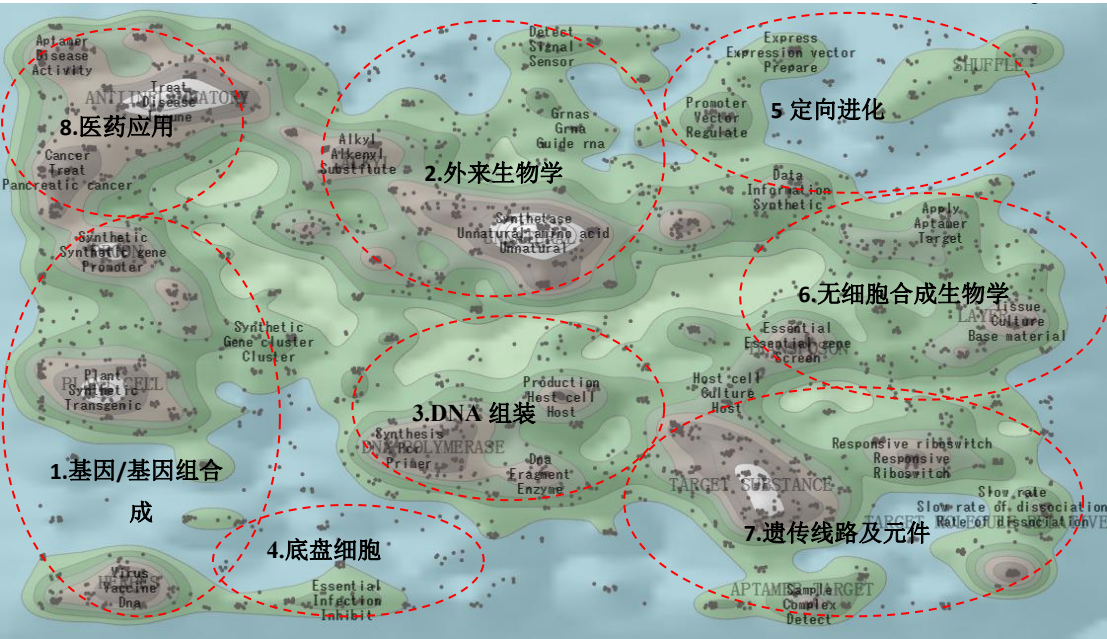 Aptamer
Disease
Activity
Treat
Disease
ANTIINFLAMMATORY
8.医药应用
Cancer
Treat
Pancreatic cancer
Detect
Signal
Sensor
Grnas
Grna
Guide rna
Alkyl
Alkenyl
Substitute
2.外来生物学
Synthetase
Unnatural amino acid
Unnatural
Express
Expression vector
Prepare
SHUFFLE
Promoter
Vector
Regulate
5 定向进化
Data
Information
Synthetic
Apply
Aptamer
Target
Synthetic
Synthetic gene
Promoter
6.无细胞合成生物学
Tissue
Culture
Base material
LAYER
Essential
Essential gene
Screen
Synthetic
Gene cluster
Cluster
Plant
Synthetic
Transgenic
PLANT CELL
Production
Host cell
Host
Host cell
Culture
Host
3.DNA 组装
Synthesis
Pcr
Primer
DNA POLYMERASE
Dna
Fragment
Enzyme
1.基因/基因组合
成
TARGET SUBSTANCE
Responsive riboswitch
Responsive
Riboswitch
Slow rate
Slow rate of dissociation
Rate of dissociation
7.遗传线路及元件
4.底盘细胞
Virus
Vaccine
Dna
Essential
Infection
Inhibit
APTAMER TARGET
Sample
Complex
Detect